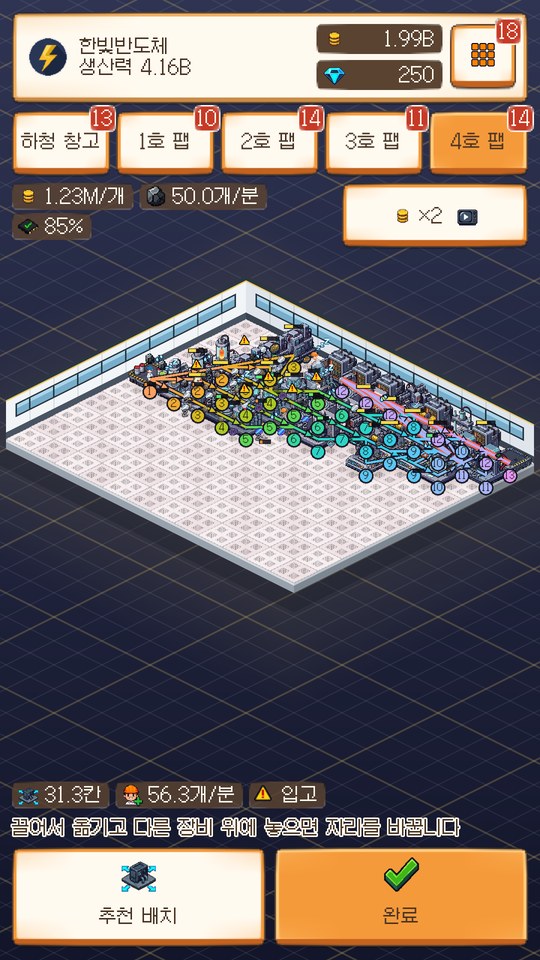 한빛반도체
생산력 4.16B
1.99B
250
18
하청 창고 13
1호 팹 10
2호 팹 14
3호 팹 11
4호 팹 14
1.23M/개
50.0개/분
85%
×2
31.3칸
56.3개/분
입고
끌어서 옮기고 다른 장비 위에 놓으면 자리를 바꿉니다
추천 배치
완료